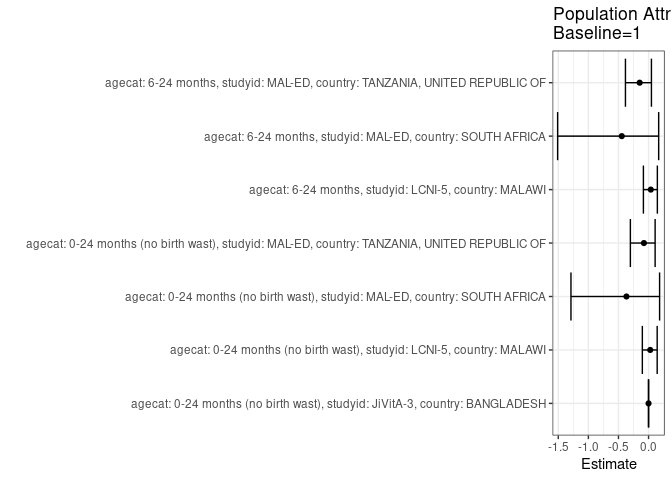 Population Attr
Baseline=1
agecat: 6-24 months, studyid: MAL-ED, country: TANZANIA, UNITED REPUBLIC OF
agecat: 6-24 months, studyid: MAL-ED, country: SOUTH AFRICA
agecat: 6-24 months, studyid: LCNI-5, country: MALAWI
agecat: 0-24 months (no birth wast), studyid: MAL-ED, country: TANZANIA, UNITED REPUBLIC OF
agecat: 0-24 months (no birth wast), studyid: MAL-ED, country: SOUTH AFRICA
agecat: 0-24 months (no birth wast), studyid: LCNI-5, country: MALAWI
agecat: 0-24 months (no birth wast), studyid: JiVitA-3, country: BANGLADESH
-1.5 -1.0 -0.5 0.0
Estimate